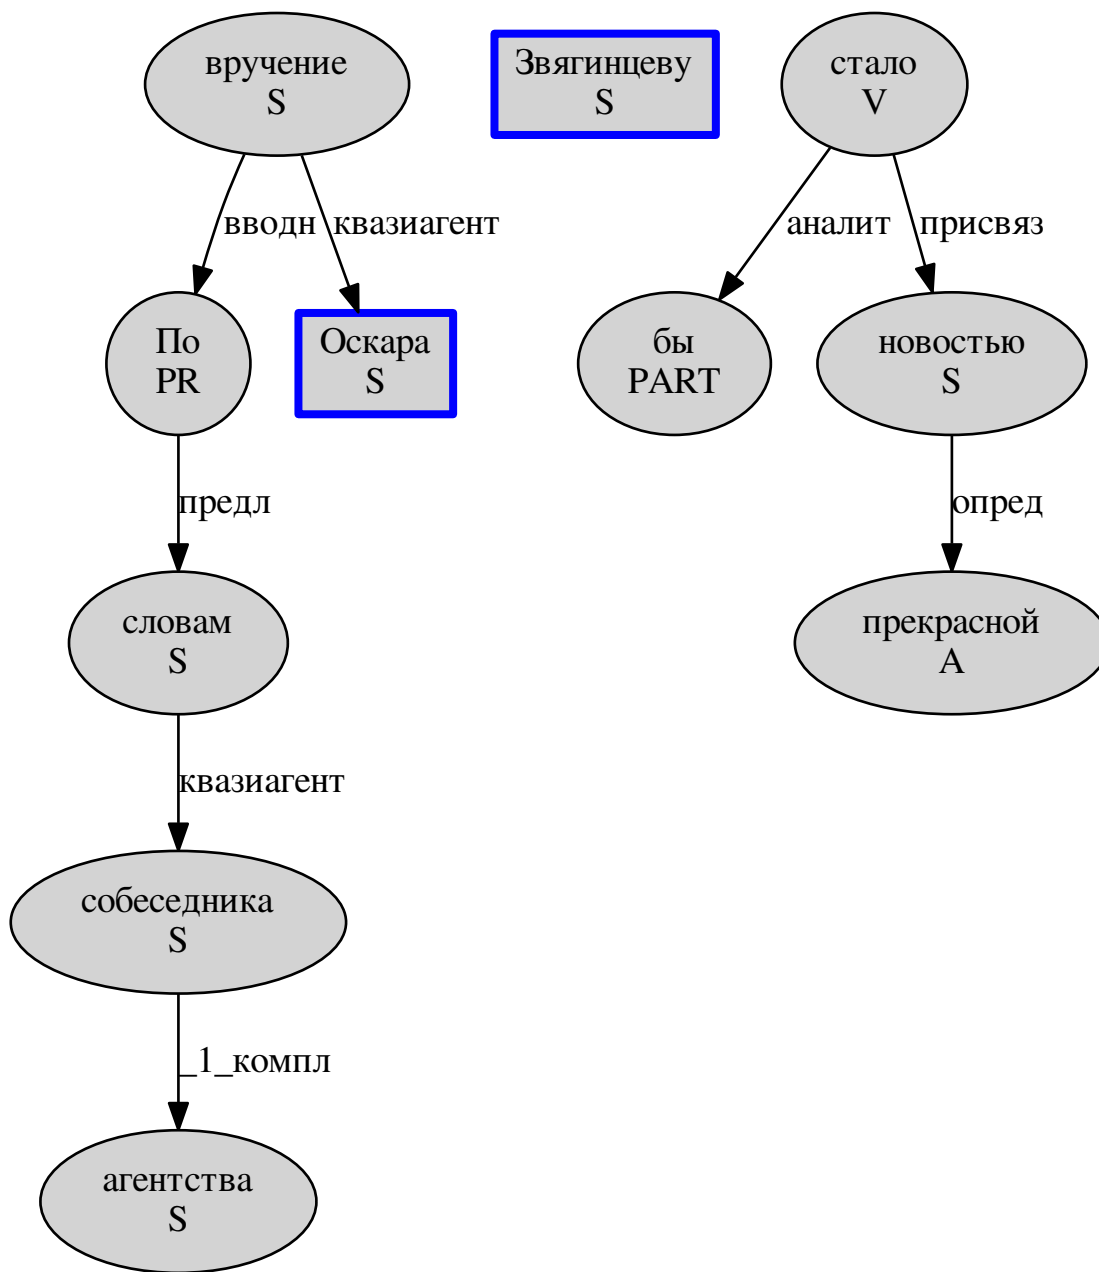 вручение
S
Звягинцеву
S
стало
V
вводн
квазиагент
аналит
присвяз
По
PR
Оскара
S
бы
PART
новостью
S
предл
опред
словам
S
прекрасной
A
квазиагент
собеседника
S
_1_компл
агентства
S